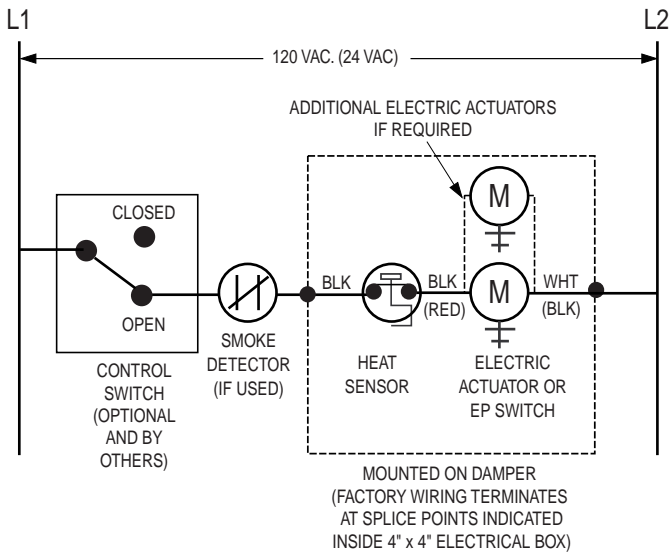 L1
L2
120 VAC. (24 VAC)
ADDITIONAL ELECTRIC ACTUATORS
IF REQUIRED
M
CLOSED
OPEN
BLK
BLK
(RED)
M
WHT
(BLK)
CONTROL
SWITCH
(OPTIONAL
AND BY
OTHERS)
SMOKE
DETECTOR
(IF USED)
HEAT
SENSOR
ELECTRIC
ACTUATOR OR
EP SWITCH
MOUNTED ON DAMPER
(FACTORY WIRING TERMINATES
AT SPLICE POINTS INDICATED
INSIDE 4" x 4" ELECTRICAL BOX)